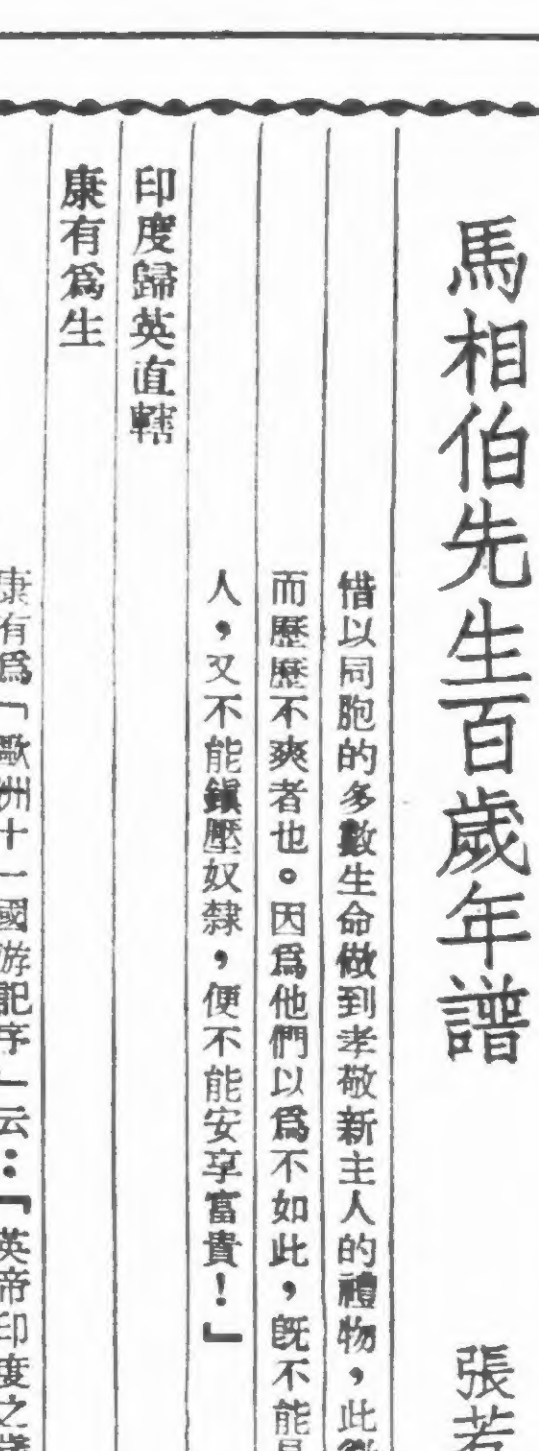 馬相伯先生百歲年譜
張若
惜以同胞的多數生命做到孝敬新主人的禮物，此
而歷歷不爽者也。因爲他們以爲不如此，既不能
人，又不能鎭壓奴隸，便不能安享富貴！」
印度歸英直轄
康有爲生
康有爲「歐洲十一國游記序」云：「英帝印度之歲